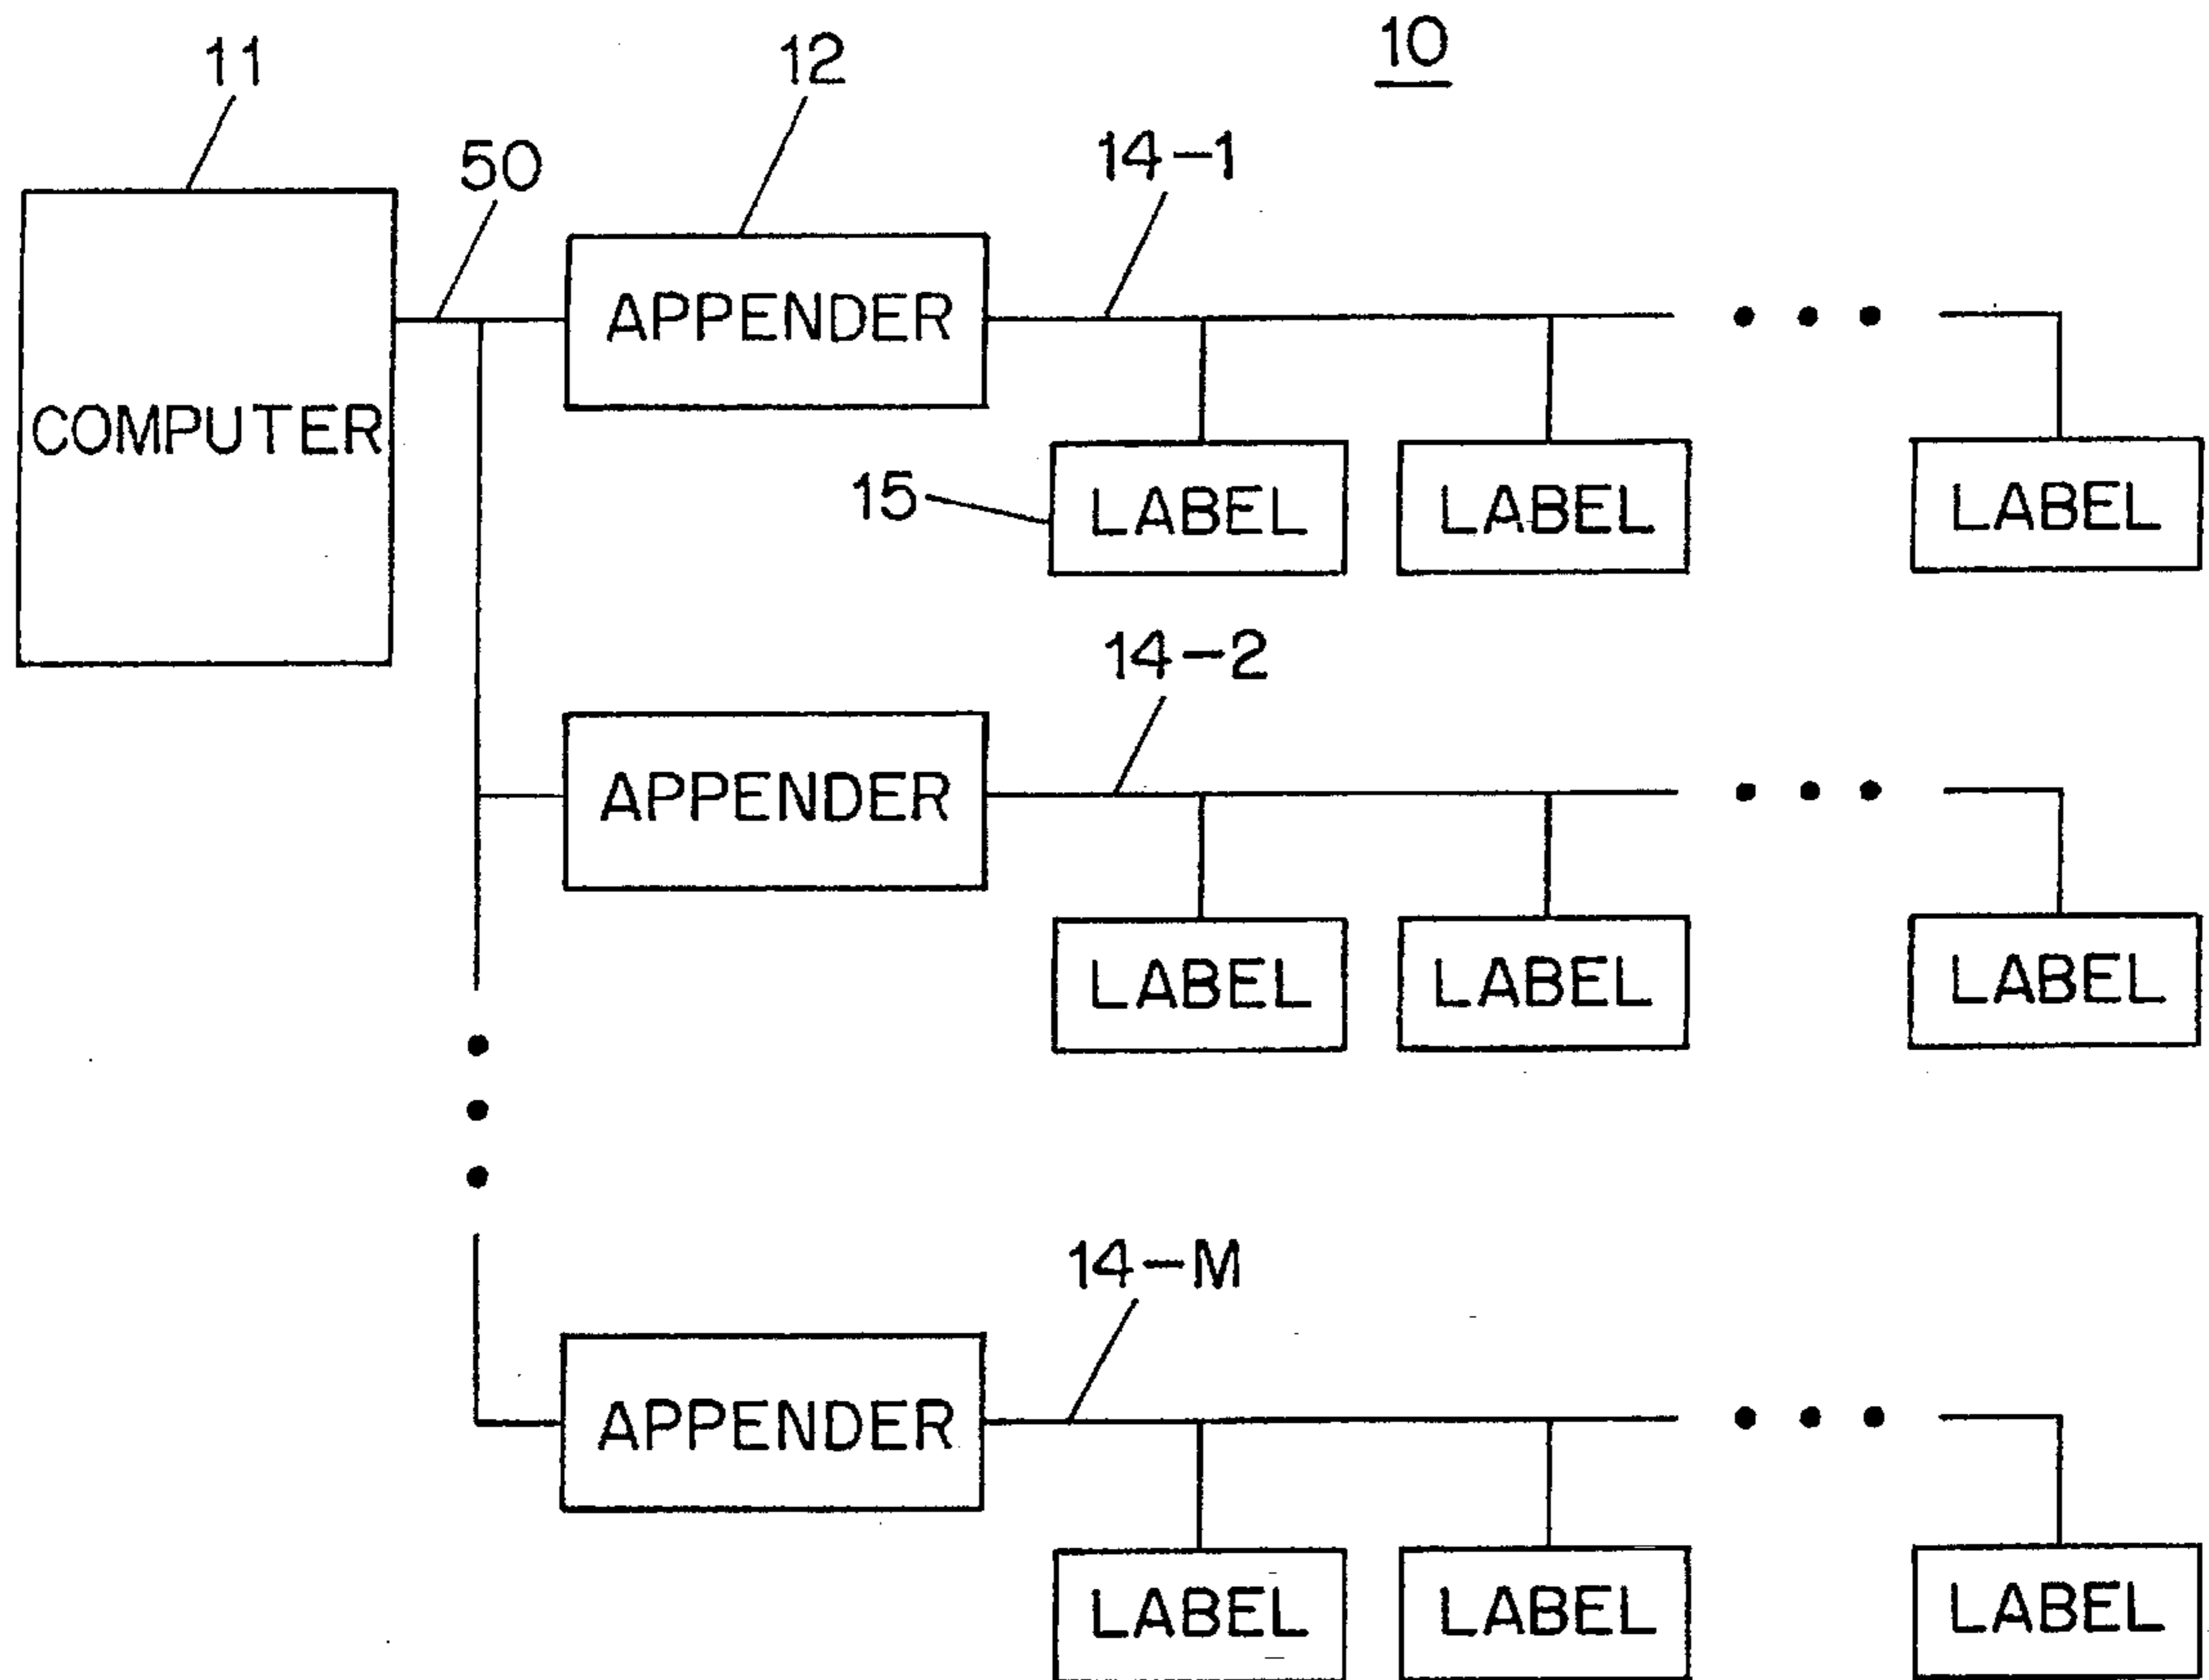 10
11
12
50
14-1
COMPUTER
APPENDER
15
LABEL
LABEL
LABEL
14-2
APPENDER
LABEL
LABEL
LABEL
14-M
APPENDER
LABEL
LABEL
LABEL